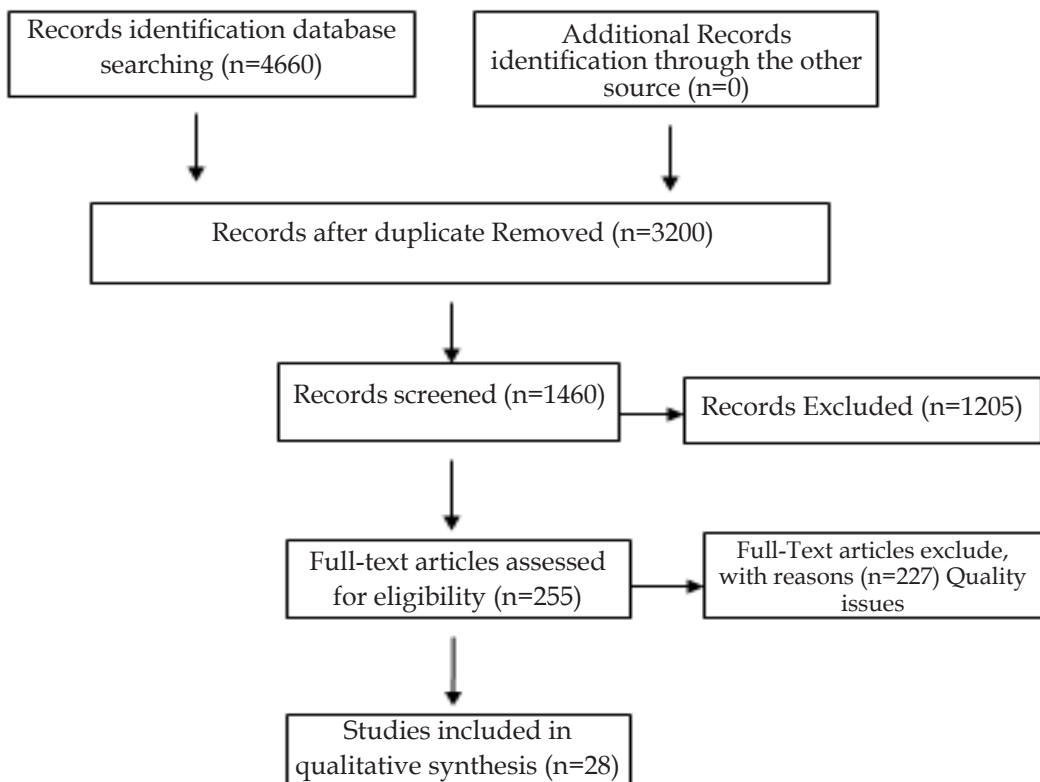 Records identification database
searching (n=4660)
Additional Records
identification through the other
source (n=0)
Records after duplicate Removed (n=3200)
Records screened (n=1460)
Records Excluded (n=1205)
Full-text articles assessed
for eligibility (n=255)
Full-Text articles exclude,
with reasons (n=227) Quality
issues
Studies included in
qualitative synthesis (n=28)